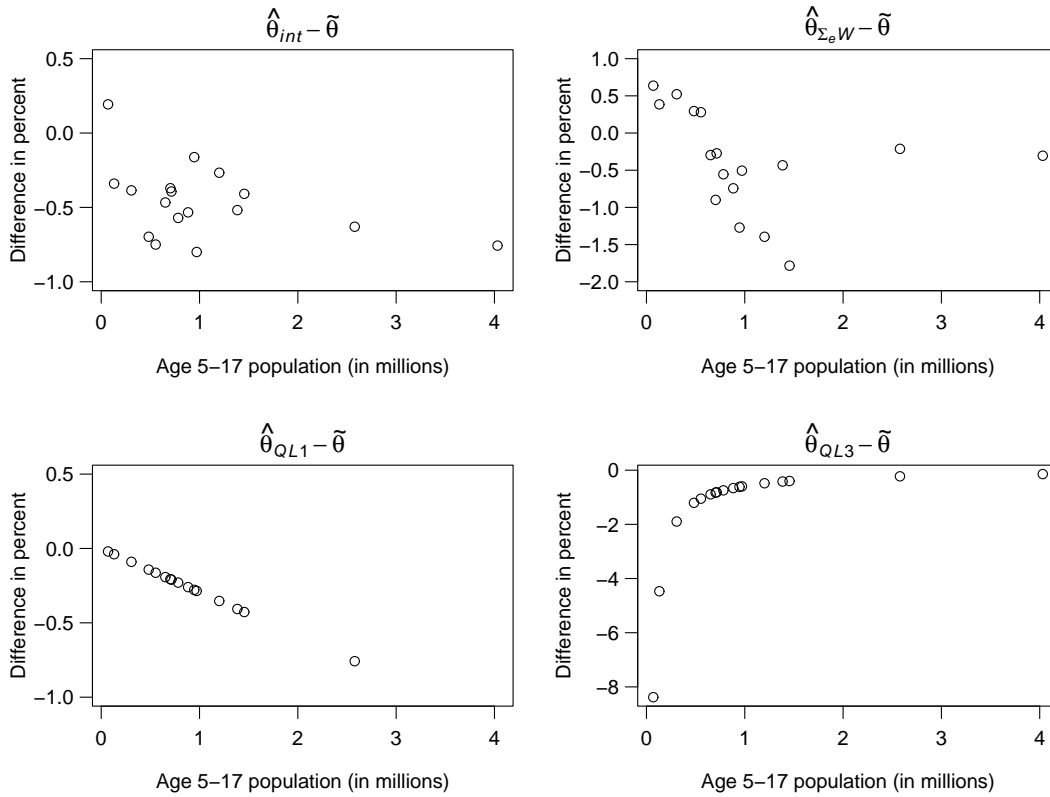 θ̂int − θ̃
Difference in percent
0.5
0.0
−0.5
−1.0
0 1 2 3 4
Age 5−17 population (in millions)
θ̂ΣeW − θ̃
Difference in percent
1.0
0.5
0.0
−0.5
−1.0
−1.5
−2.0
0 1 2 3 4
Age 5−17 population (in millions)
θ̂QL1 − θ̃
Difference in percent
0.5
0.0
−0.5
−1.0
0 1 2 3 4
Age 5−17 population (in millions)
θ̂QL3 − θ̃
Difference in percent
0
−2
−4
−6
−8
0 1 2 3 4
Age 5−17 population (in millions)